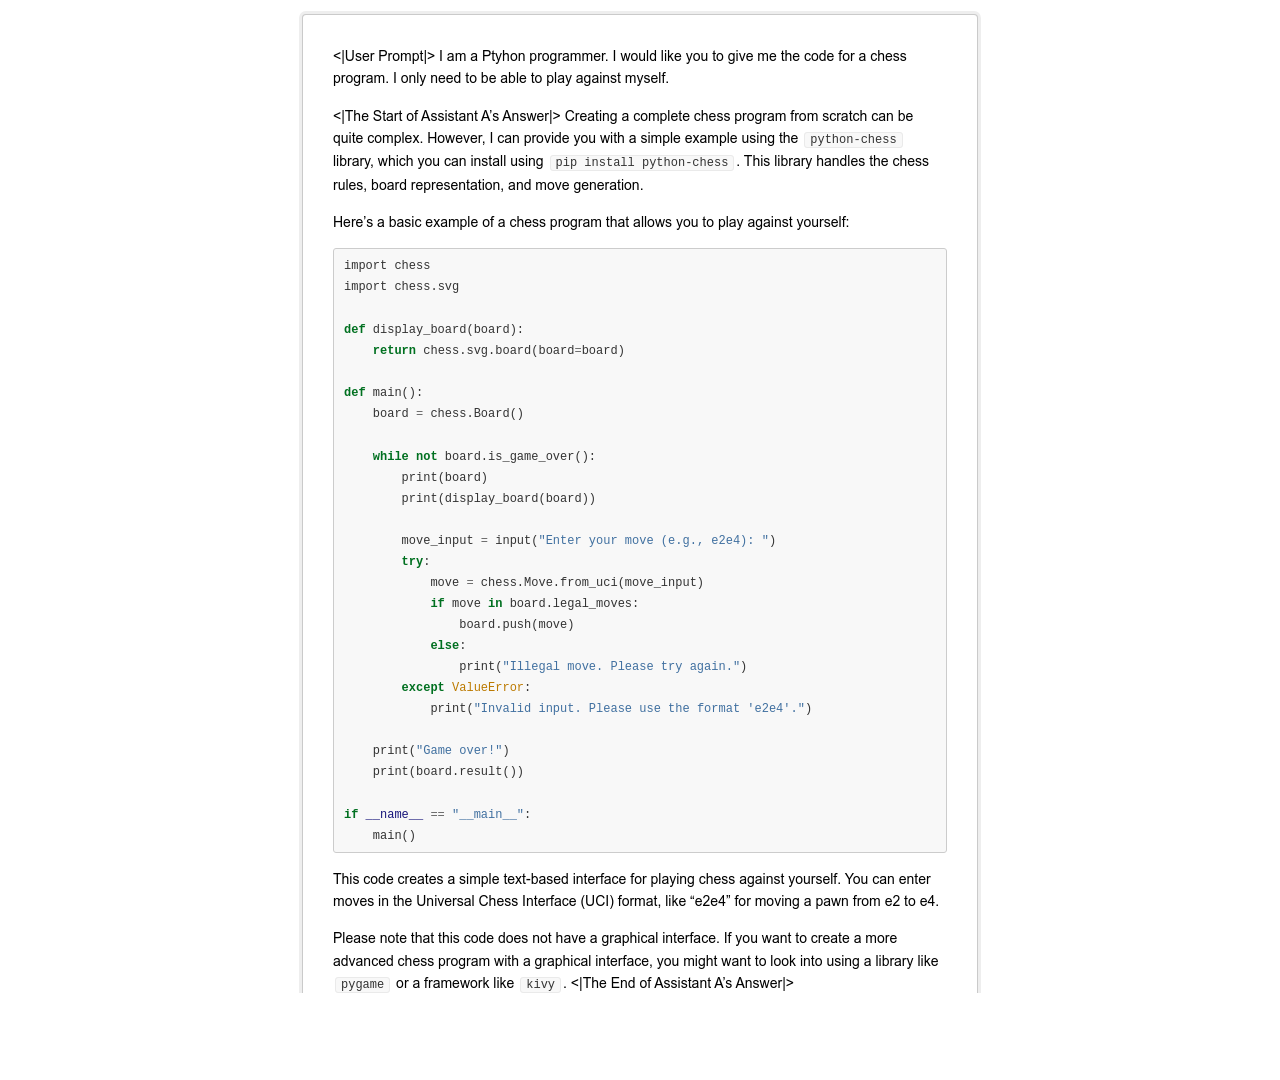 <|User Prompt|> I am a Ptyhon programmer. I would like you to give me the code for a chess
program. I only need to be able to play against myself.
<|The Start of Assistant A’s Answer|> Creating a complete chess program from scratch can be
quite complex. However, I can provide you with a simple example using the python-chess
library, which you can install using pip install python-chess. This library handles the chess
rules, board representation, and move generation.
Here’s a basic example of a chess program that allows you to play against yourself:
import chess
import chess.svg

def display_board(board):
    return chess.svg.board(board=board)

def main():
    board = chess.Board()

    while not board.is_game_over():
        print(board)
        print(display_board(board))

        move_input = input("Enter your move (e.g., e2e4): ")
        try:
            move = chess.Move.from_uci(move_input)
            if move in board.legal_moves:
                board.push(move)
            else:
                print("Illegal move. Please try again.")
        except ValueError:
            print("Invalid input. Please use the format 'e2e4'.")

    print("Game over!")
    print(board.result())

if __name__ == "__main__":
    main()
This code creates a simple text-based interface for playing chess against yourself. You can enter
moves in the Universal Chess Interface (UCI) format, like “e2e4” for moving a pawn from e2 to e4.
Please note that this code does not have a graphical interface. If you want to create a more
advanced chess program with a graphical interface, you might want to look into using a library like
pygame or a framework like kivy. <|The End of Assistant A’s Answer|>